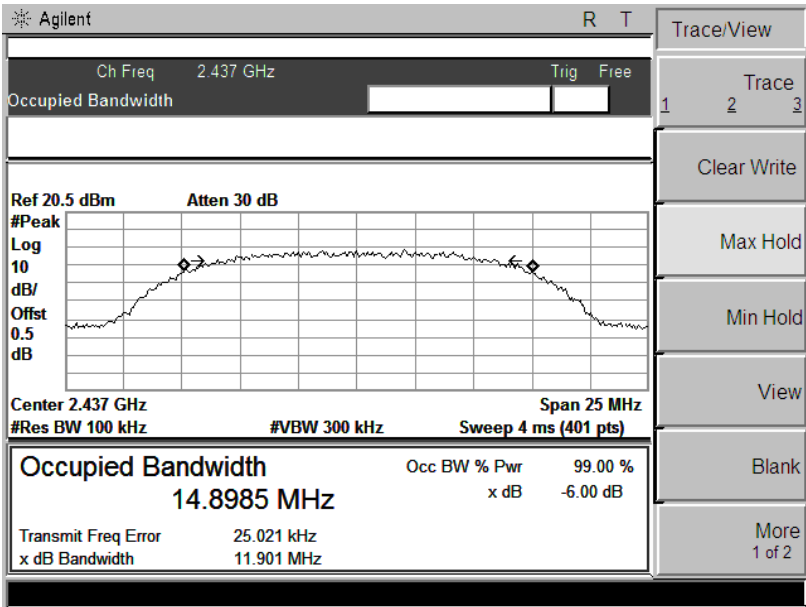 Agilent R T
Ch Freq 2.437 GHz Trig Free
Occupied Bandwidth
Ref 20.5 dBm Atten 30 dB
#Peak
Log
10
dB/
Offst
0.5
dB
Center 2.437 GHz Span 25 MHz
#Res BW 100 kHz #VBW 300 kHz Sweep 4 ms (401 pts)
Occupied Bandwidth Occ BW % Pwr 99.00 %
14.8985 MHz x dB -6.00 dB
Transmit Freq Error 25.021 kHz
x dB Bandwidth 11.901 MHz
Trace/View
Trace
1 2 3
Clear Write
Max Hold
Min Hold
View
Blank
More
1 of 2